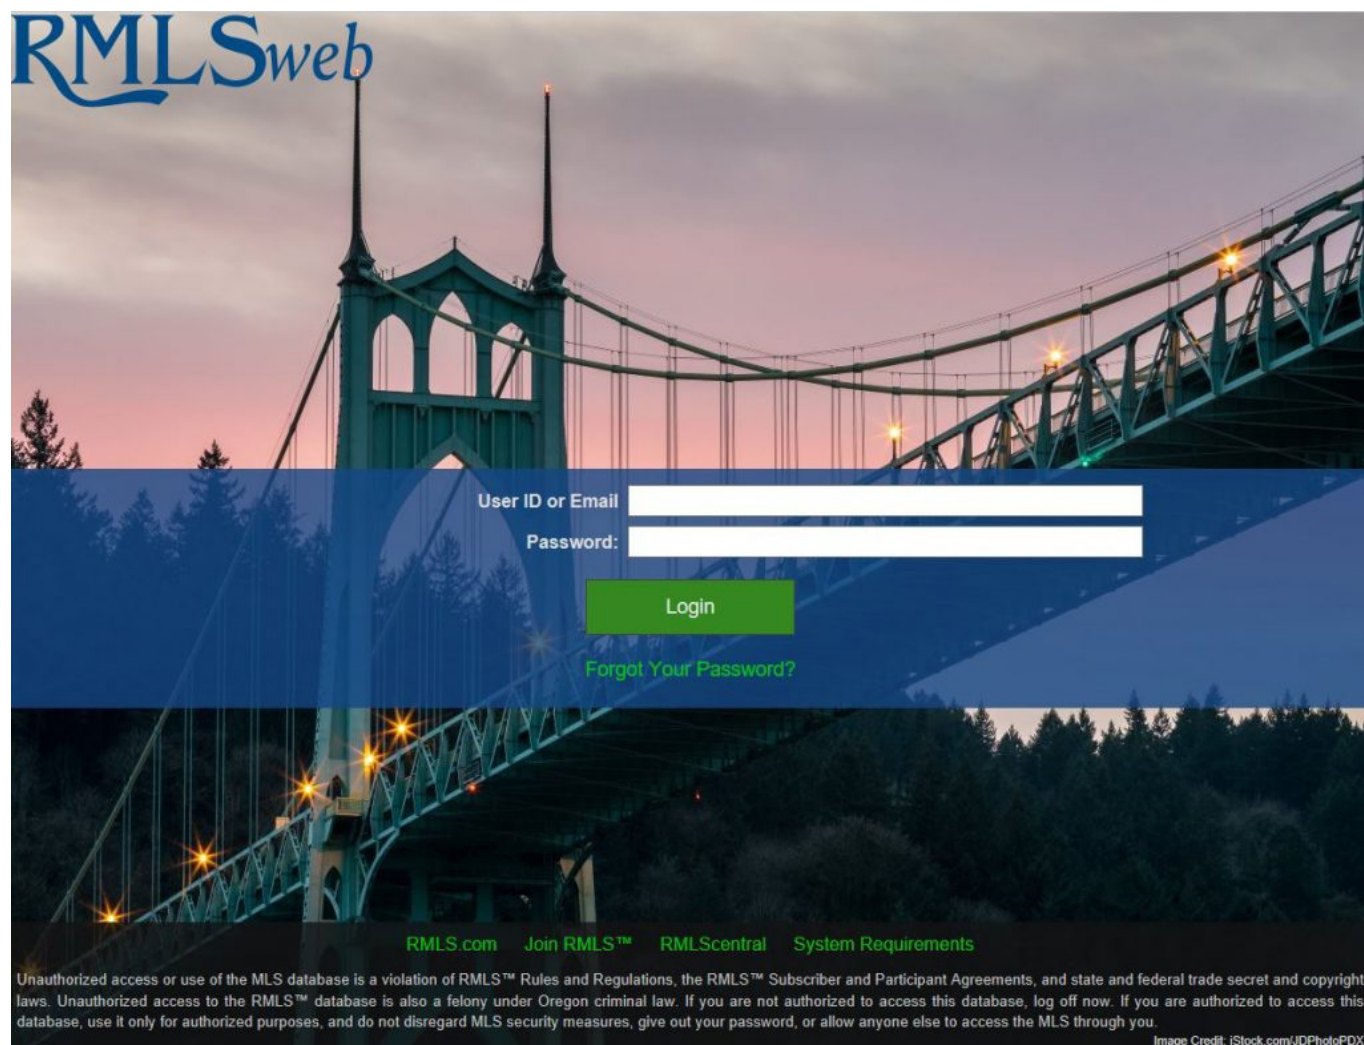 RMLSweb
User ID or Email
Password:
Login
Forgot Your Password?
RMLS.com Join RMLS™ RMLScentral System Requirements
Unauthorized access or use of the MLS database is a violation of RMLS™ Rules and Regulations, the RMLS™ Subscriber and Participant Agreements, and state and federal trade secret and copyright
laws. Unauthorized access to the RMLS™ database is also a felony under Oregon criminal law. If you are not authorized to access this database, log off now. If you are authorized to access this
database, use it only for authorized purposes, and do not disregard MLS security measures, give out your password, or allow anyone else to access the MLS through you.
Image Credit: iStock.com/JDPhotoPDX